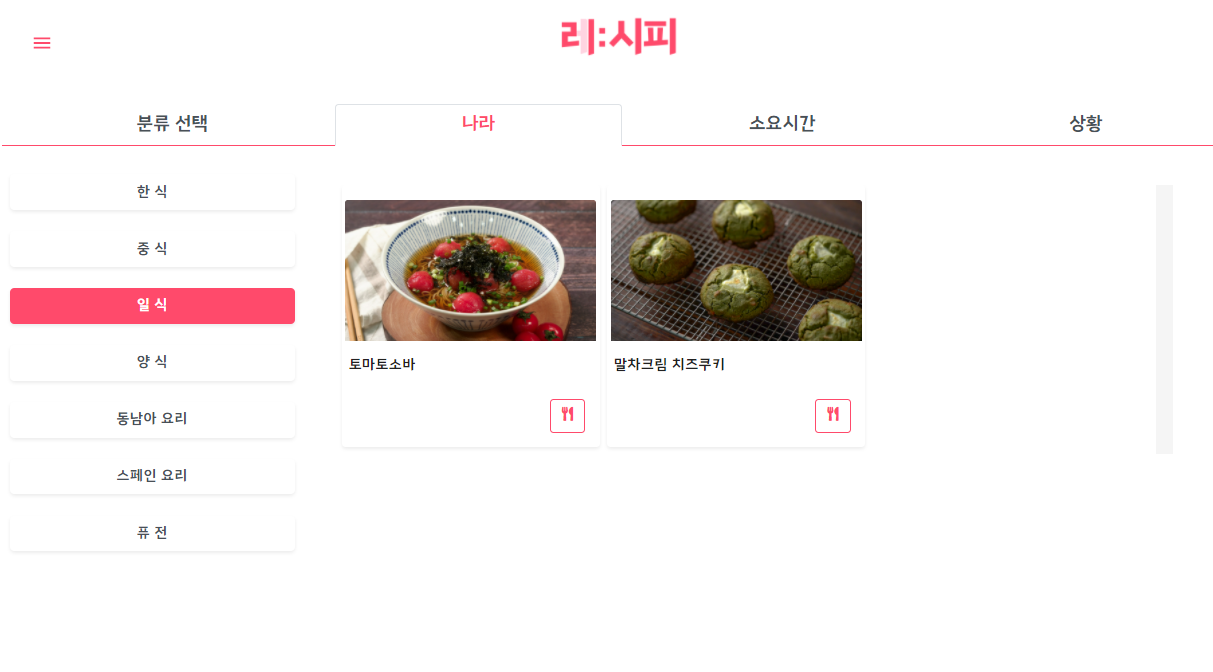 레:시피
분류 선택
나라
소요시간
상황
한 식
중 식
일 식
양 식
동남아 요리
스페인 요리
퓨 전
토마토소바
말차크림 치즈쿠키